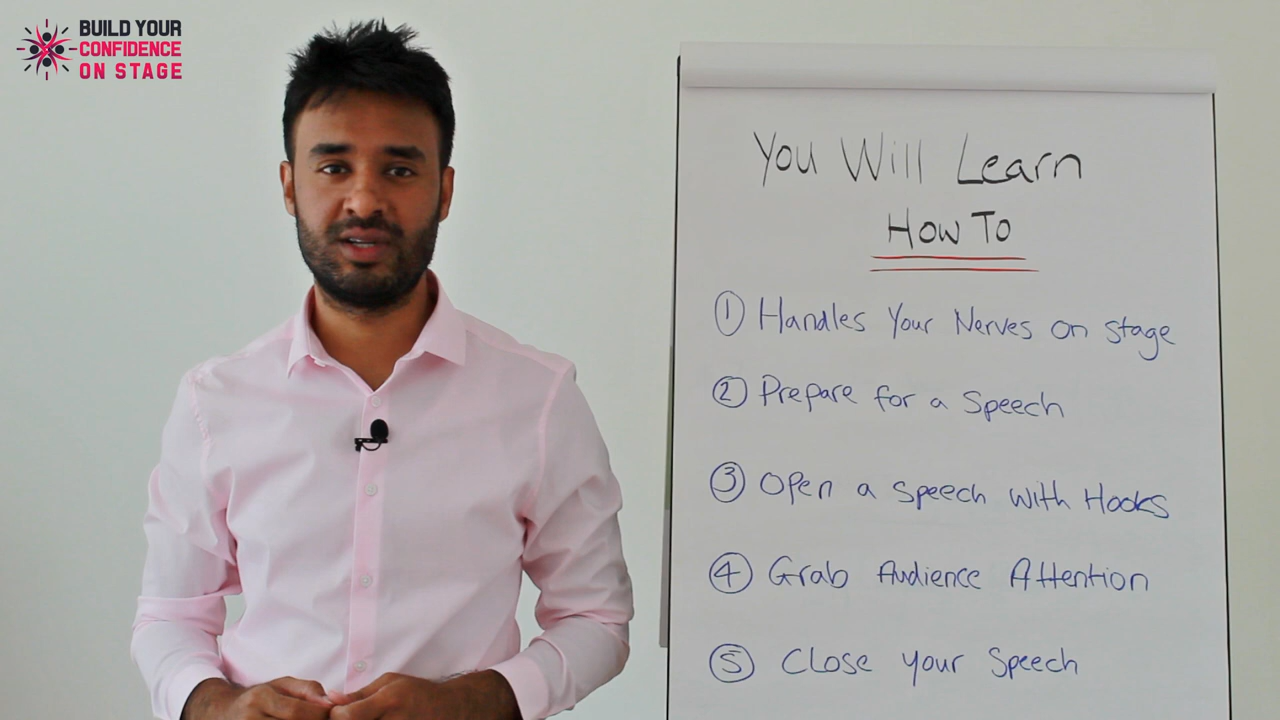 BUILD YOUR
CONFIDENCE
ON STAGE
You Will Learn
How To
1 Handles Your Nerves on stage
2 Prepare for a Speech
3 Open a Speech with Hooks
4 Grab Audience Attention
5 Close your Speech